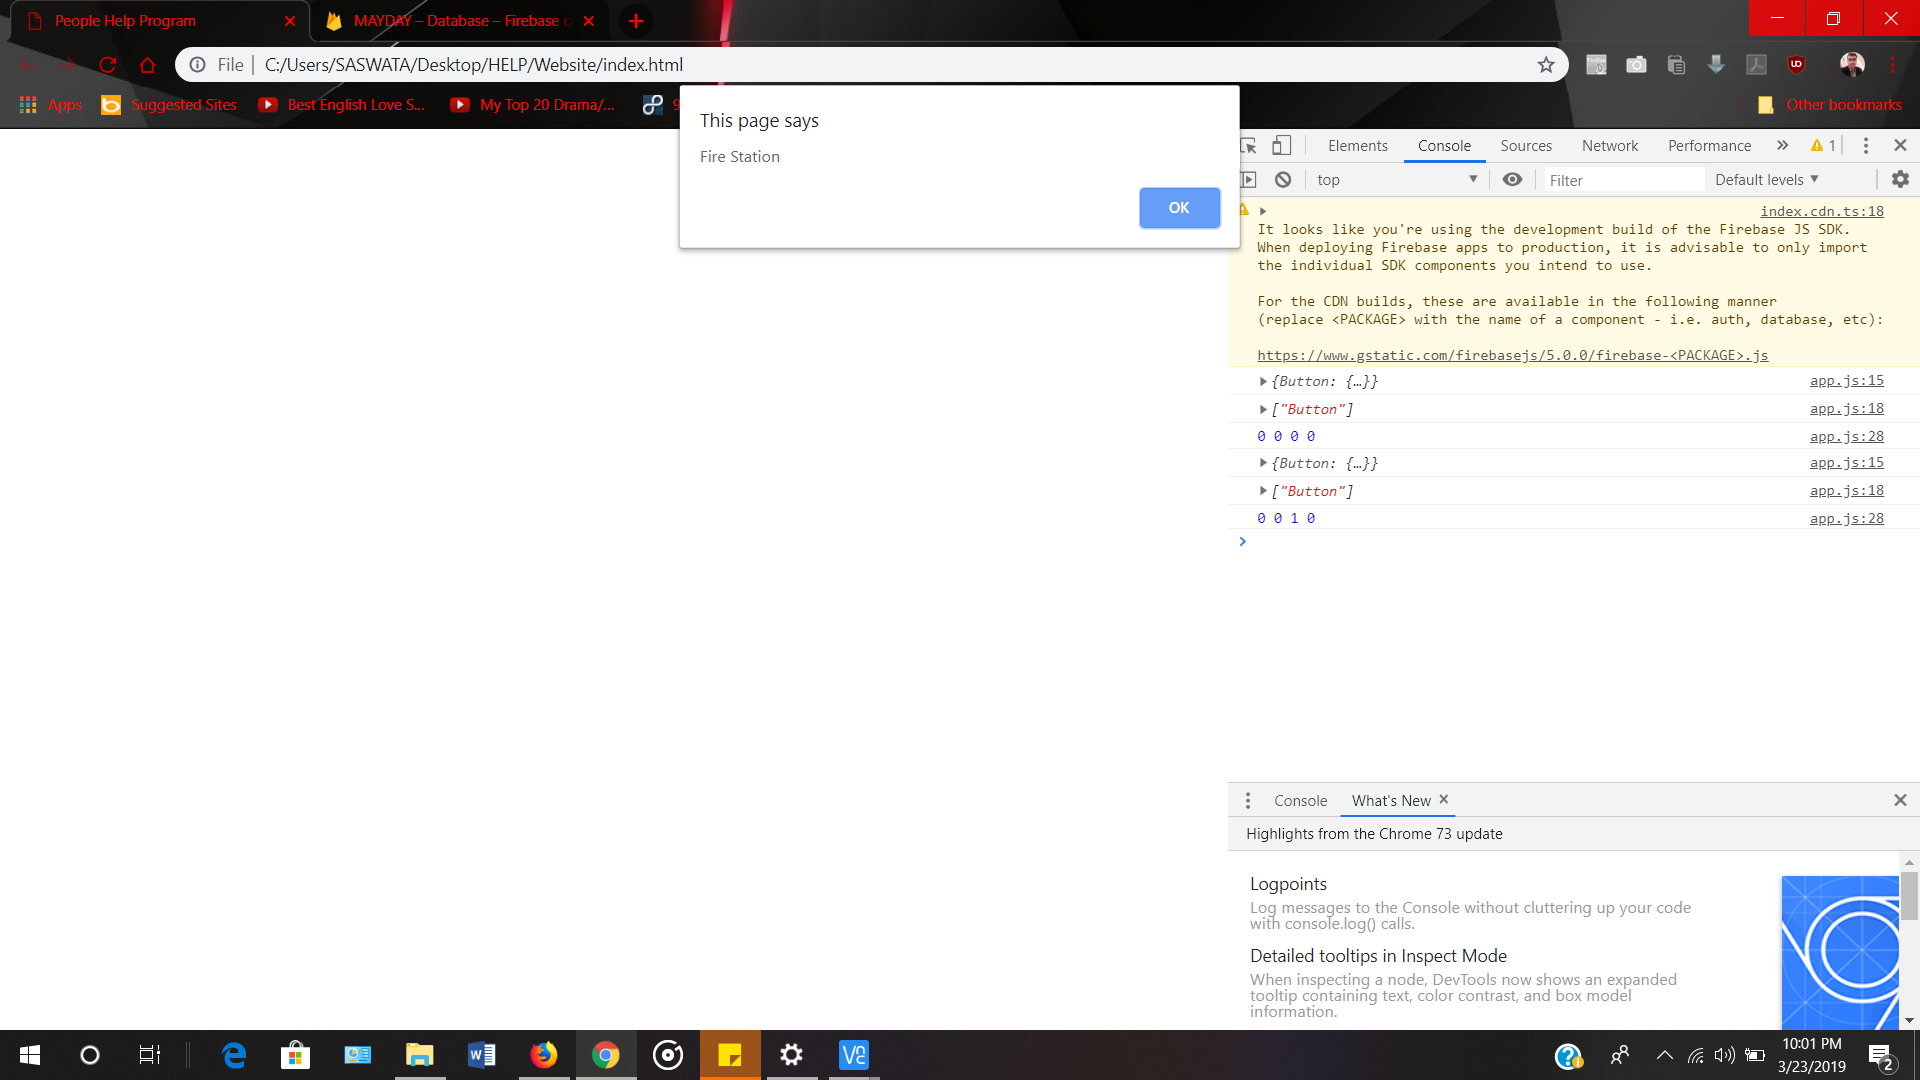 People Help Program
MAYDAY – Database – Firebase c
File
C:/Users/SASWATA/Desktop/HELP/Website/index.html
Apps
Suggested Sites
Best English Love S...
My Top 20 Drama/...
9
Other bookmarks
This page says
Fire Station
OK
Elements Console Sources Network Performance » 1
top
Filter
Default levels
index.cdn.ts:18
It looks like you're using the development build of the Firebase JS SDK.
When deploying Firebase apps to production, it is advisable to only import
the individual SDK components you intend to use.
For the CDN builds, these are available in the following manner
(replace <PACKAGE> with the name of a component - i.e. auth, database, etc):
https://www.gstatic.com/firebasejs/5.0.0/firebase-<PACKAGE>.js
{Button: {…}} app.js:15
["Button"] app.js:18
0 0 0 0 app.js:28
{Button: {…}} app.js:15
["Button"] app.js:18
0 0 1 0 app.js:28
Console What's New
Highlights from the Chrome 73 update
Logpoints
Log messages to the Console without cluttering up your code
with console.log() calls.
Detailed tooltips in Inspect Mode
When inspecting a node, DevTools now shows an expanded
tooltip containing text, color contrast, and box model
information.
10:01 PM
3/23/2019
2